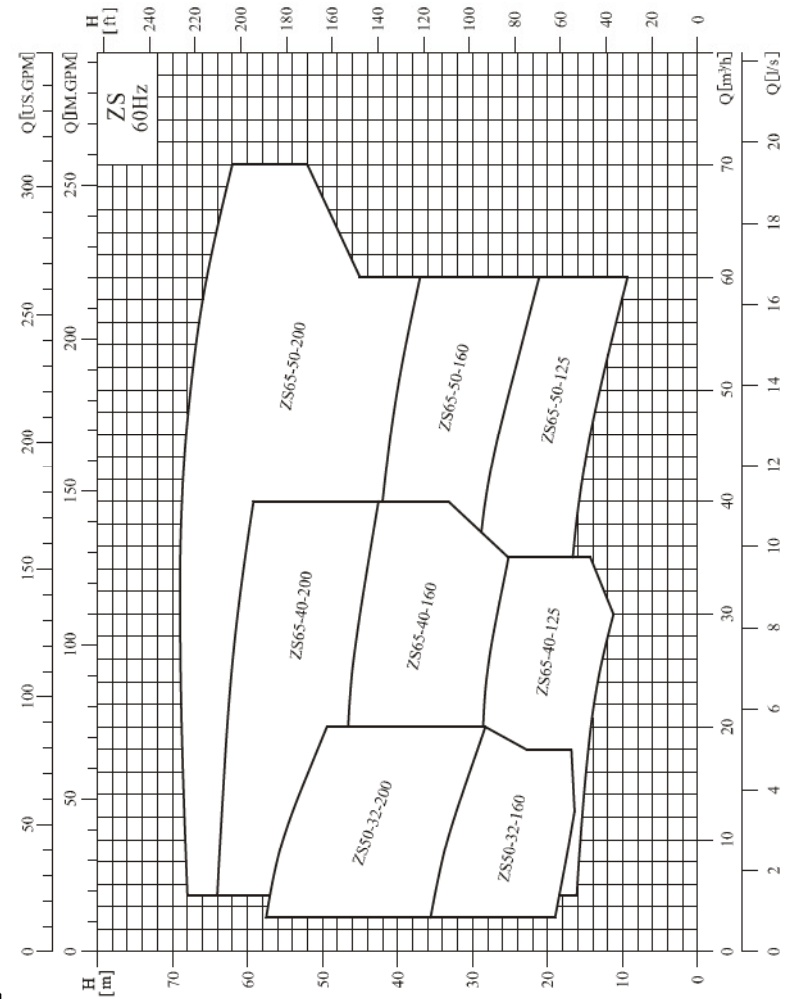 Q[US.GPM]
0 50 100 150 200 250 300
Q[IM.GPM]
0 50 100 150 200 250
H
[m]
70
60
50
40
30
20
10
0
ZS
60Hz
ZS65-50-200
ZS65-40-200
ZS65-50-160
ZS50-32-200
ZS65-40-160
ZS65-50-125
ZS65-40-125
ZS50-32-160
H
[ft]
240
220
200
180
160
140
120
100
80
60
40
20
0
0 10 20 30 40 50 60 70 Q[m³/h]
0 2 4 6 8 10 12 14 16 18 20 Q[l/s]